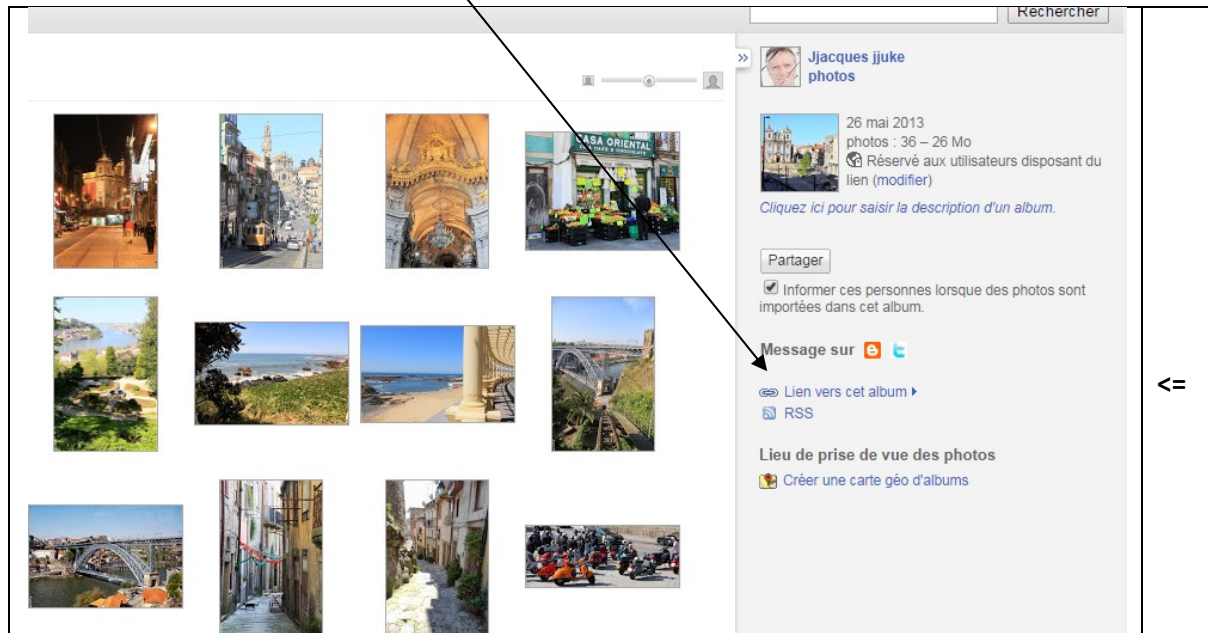 Rechercher
Jjacques jjuke
photos
26 mai 2013
photos : 36 – 26 Mo
Réservé aux utilisateurs disposant du
lien (modifier)
Cliquez ici pour saisir la description d'un album.
CASA ORIENTAL
Partager
Informer ces personnes lorsque des photos sont
importées dans cet album.
Message sur
Lien vers cet album
RSS
<=
Lieu de prise de vue des photos
Créer une carte géo d'albums